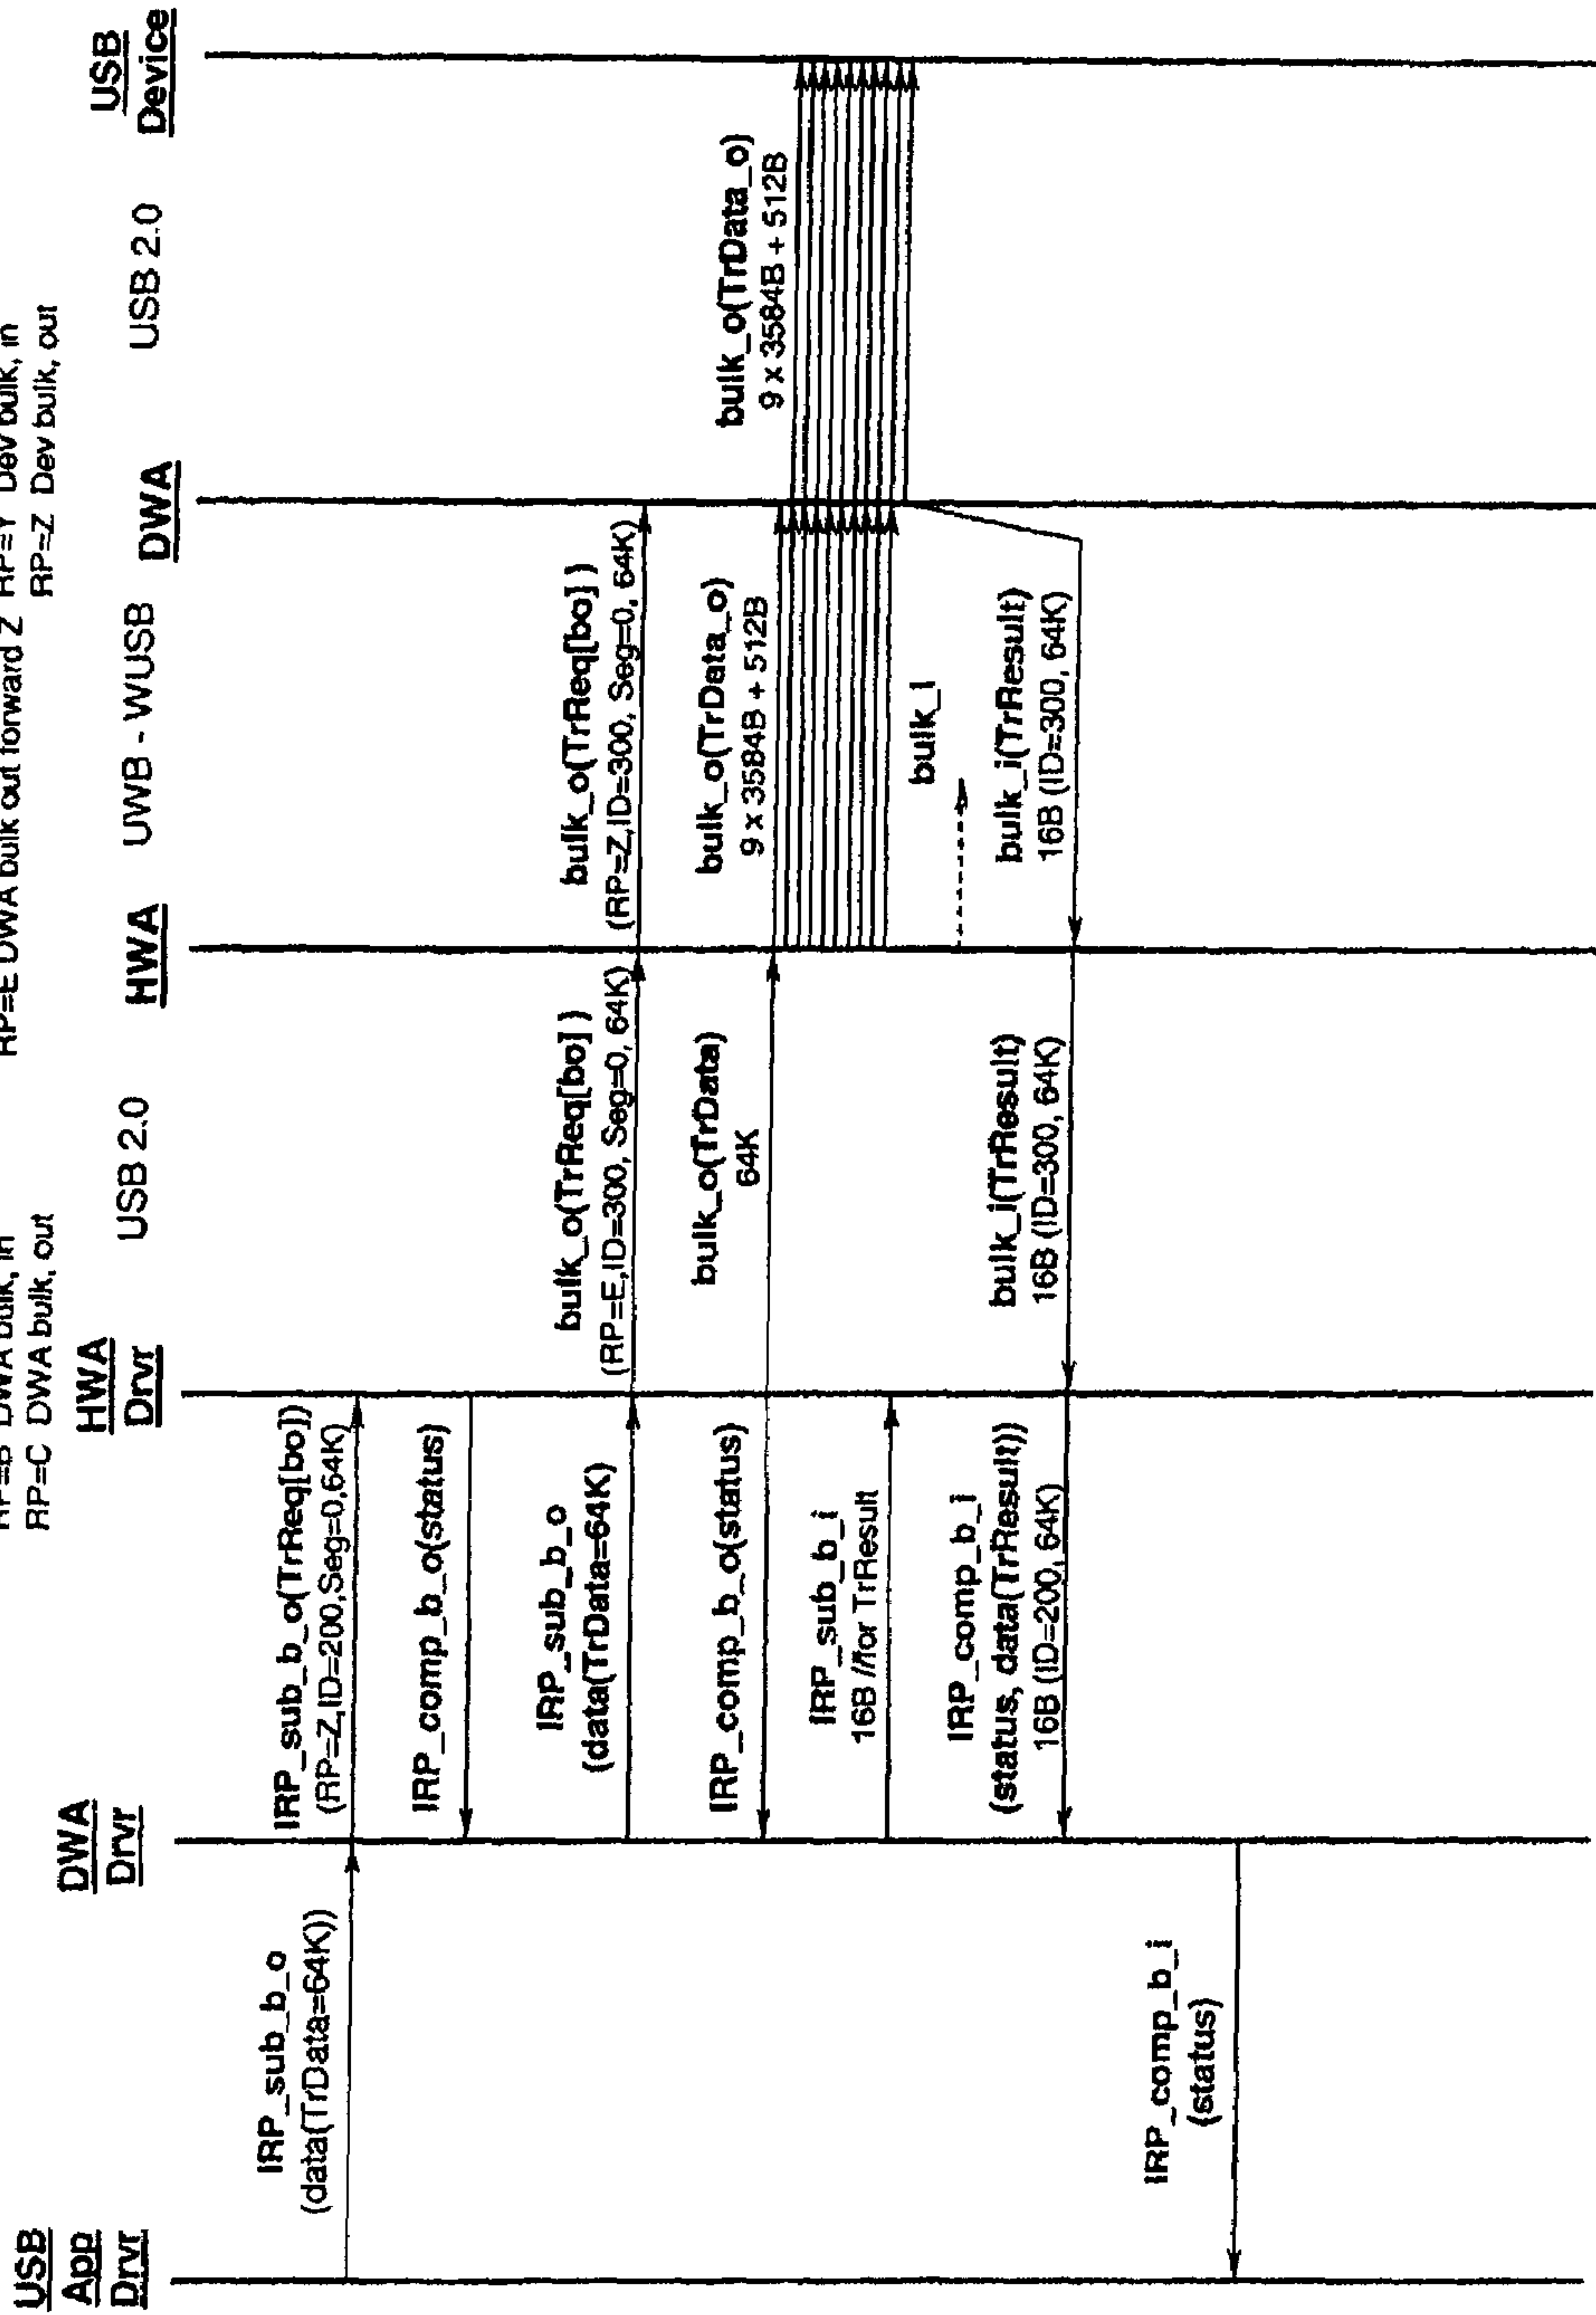 RP=B DWA bulk, in
RP=C DWA bulk, out
RP=E DWA bulk out forward Z
RP=Y Dev bulk, in
RP=Z Dev bulk, out
USB
App
Drvr
DWA
Drvr
HWA
Drvr
USB 2.0
HWA
UWB - WUSB
DWA
USB 2.0
USB
Device
IRP_sub_b_o
(data(TrData=64K))
IRP_sub_b_o(TrReq[bo])
(RP=Z,ID=200,Seg=0,64K)
IRP_comp_b_o(status)
IRP_sub_b_o
(data(TrData=64K)
bulk_o(TrReq[bo] )
(RP=E,ID=300, Seg=0, 64K)
bulk_o(TrReq[bo] )
(RP=Z,ID=300, Seg=0, 64K)
IRP_comp_b_o(status)
bulk_o(TrData)
64K
bulk_o(TrData_o)
9 x 3584B + 512B
bulk_o(TrData_o)
9 x 3584B + 512B
IRP_sub_b_i
16B //for TrResult
bulk_i
IRP_comp_b_i
(status, data(TrResult))
16B (ID=200, 64K)
bulk_i(TrResult)
16B (ID=300, 64K)
bulk_i(TrResult)
16B (ID=300, 64K)
IRP_comp_b_i
(status)